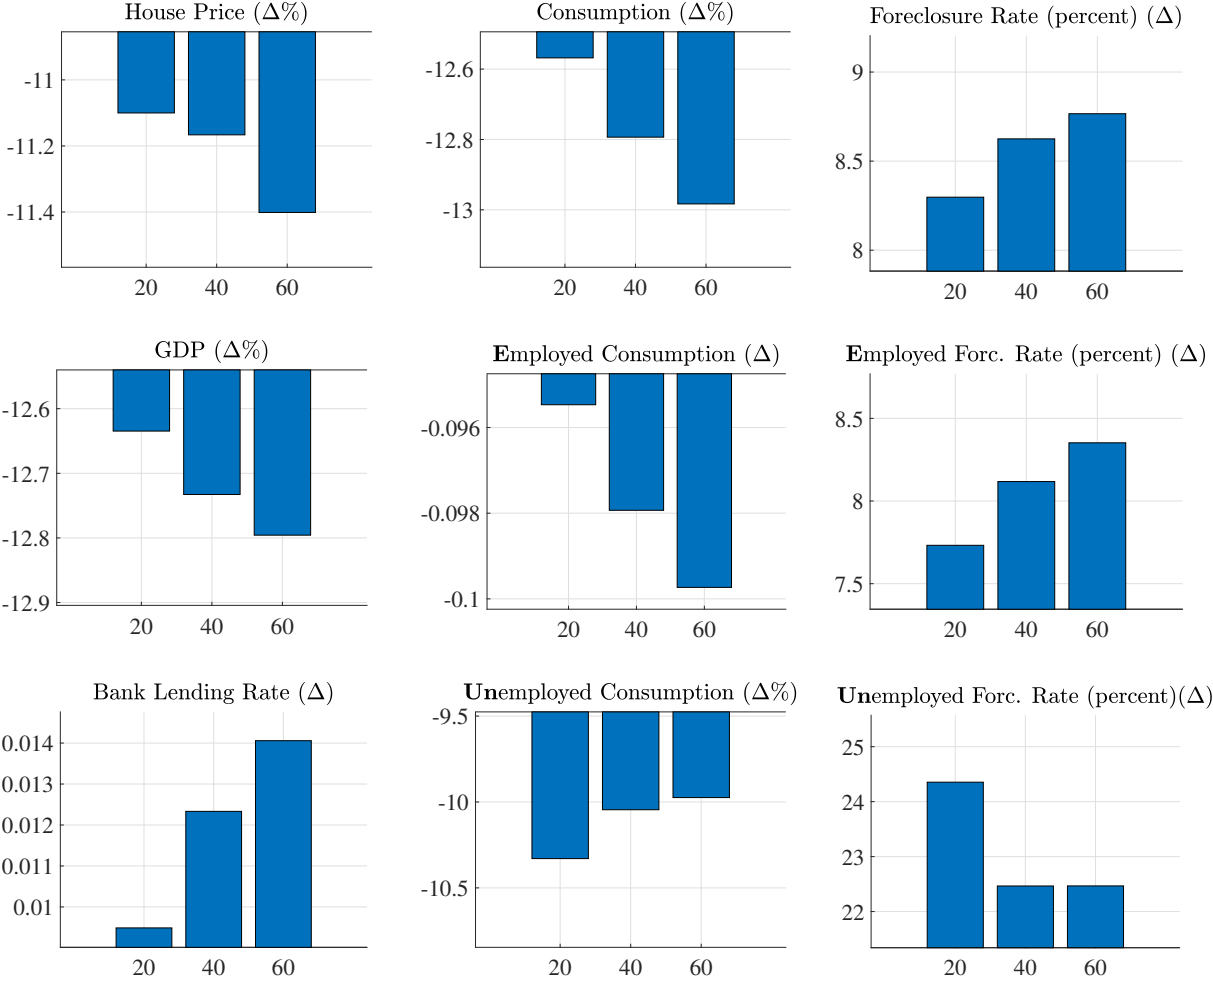 House Price (Δ%)
-11
-11.2
-11.4
20 40 60
Consumption (Δ%)
-12.6
-12.8
-13
20 40 60
Foreclosure Rate (percent) (Δ)
9
8.5
8
20 40 60
GDP (Δ%)
-12.6
-12.7
-12.8
-12.9
20 40 60
Employed Consumption (Δ)
-0.096
-0.098
-0.1
20 40 60
Employed Forc. Rate (percent) (Δ)
8.5
8
7.5
20 40 60
Bank Lending Rate (Δ)
0.014
0.013
0.012
0.011
0.01
20 40 60
Unemployed Consumption (Δ%)
-9.5
-10
-10.5
20 40 60
Unemployed Forc. Rate (percent)(Δ)
25
24
23
22
20 40 60